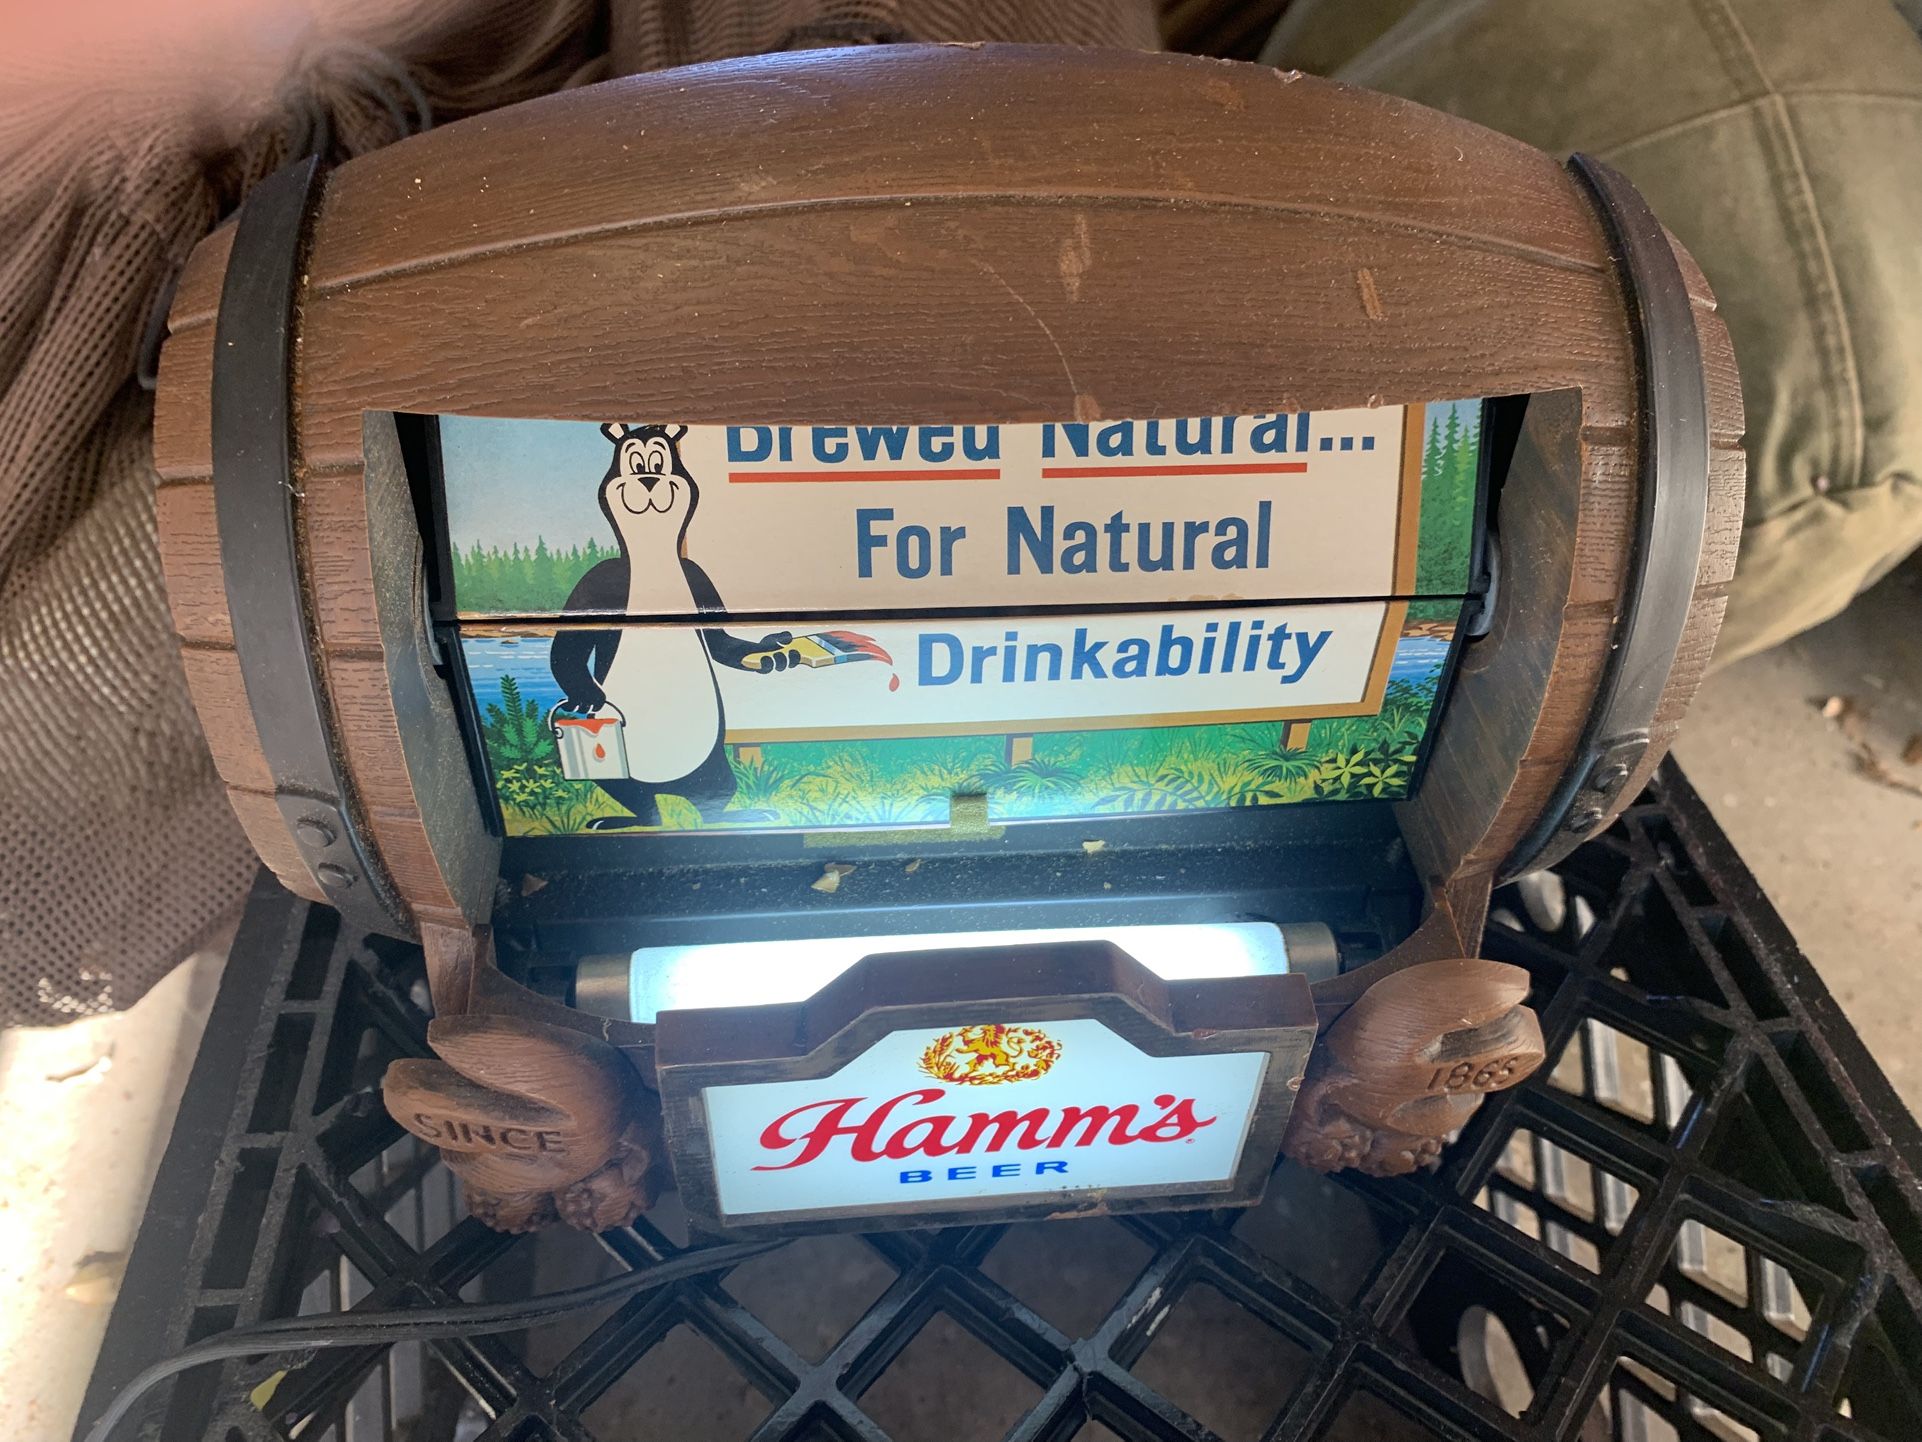 Brewed Natural...
For Natural
Drinkability
Hamm's
BEER
SINCE
1865